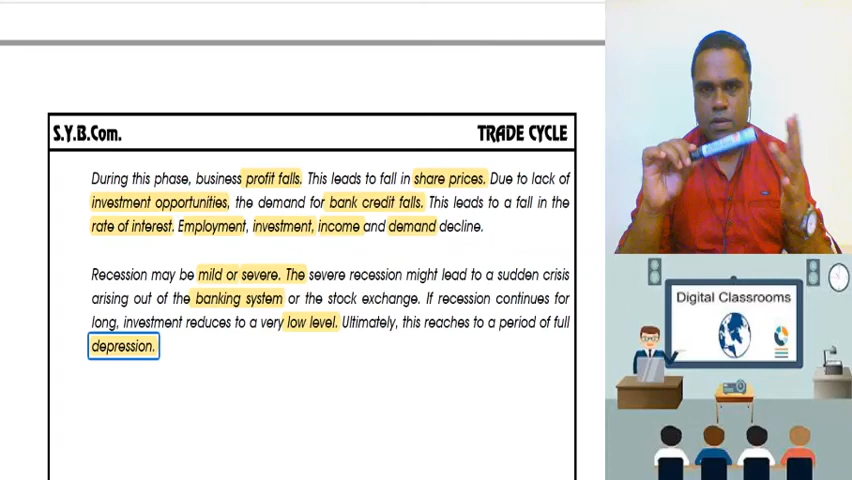 S.Y.B.Com.
TRADE CYCLE
During this phase, business profit falls. This leads to fall in share prices. Due to lack of
investment opportunities, the demand for bank credit falls. This leads to a fall in the
rate of interest. Employment, investment, income and demand decline.
Recession may be mild or severe. The severe recession might lead to a sudden crisis
arising out of the banking system or the stock exchange. If recession continues for
long, investment reduces to a very low level. Ultimately, this reaches to a period of full
depression.
Digital Classrooms